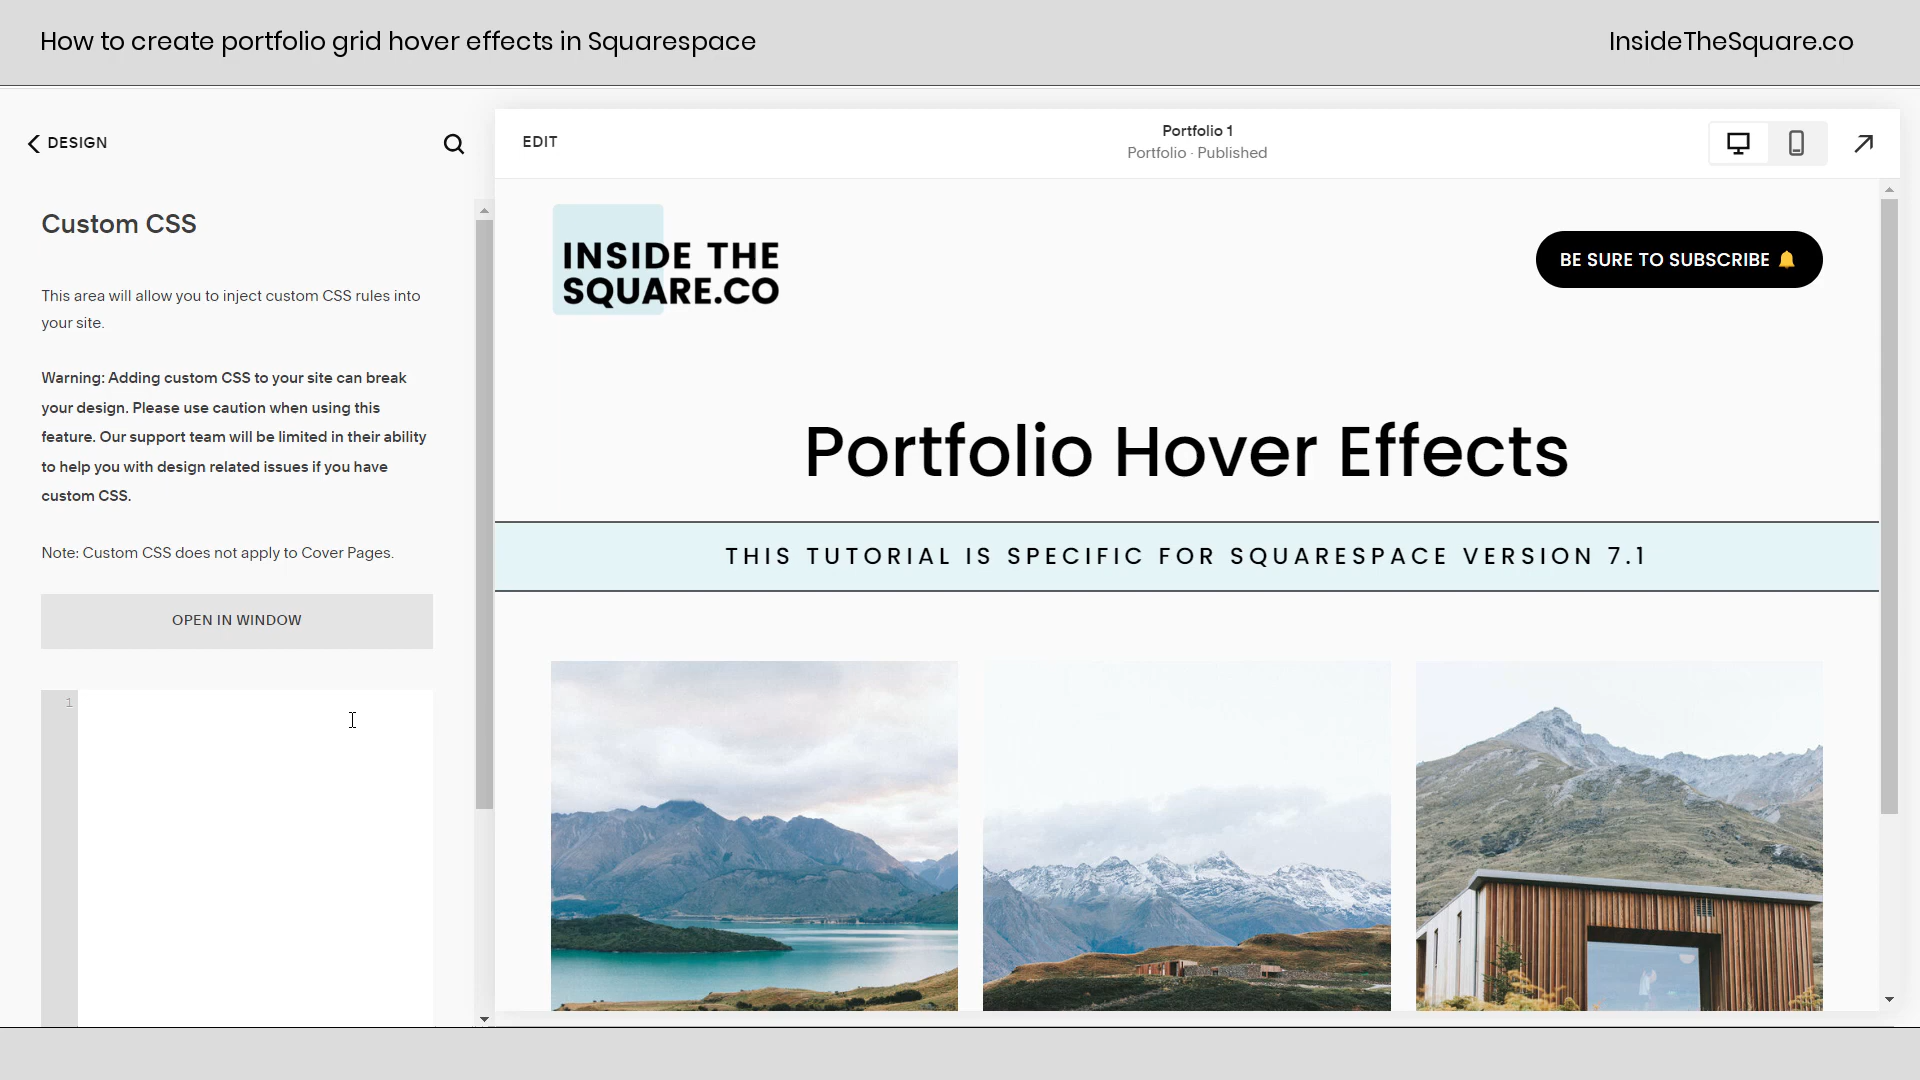 How to create portfolio grid hover effects in Squarespace
InsideTheSquare.co
DESIGN
Custom CSS
This area will allow you to inject custom CSS rules into
your site.
Warning: Adding custom CSS to your site can break
your design. Please use caution when using this
feature. Our support team will be limited in their ability
to help you with design related issues if you have
custom CSS.
Note: Custom CSS does not apply to Cover Pages.
OPEN IN WINDOW
1
EDIT
Portfolio 1
Portfolio · Published
INSIDE THE
SQUARE.CO
BE SURE TO SUBSCRIBE 🔔
Portfolio Hover Effects
THIS TUTORIAL IS SPECIFIC FOR SQUARESPACE VERSION 7.1